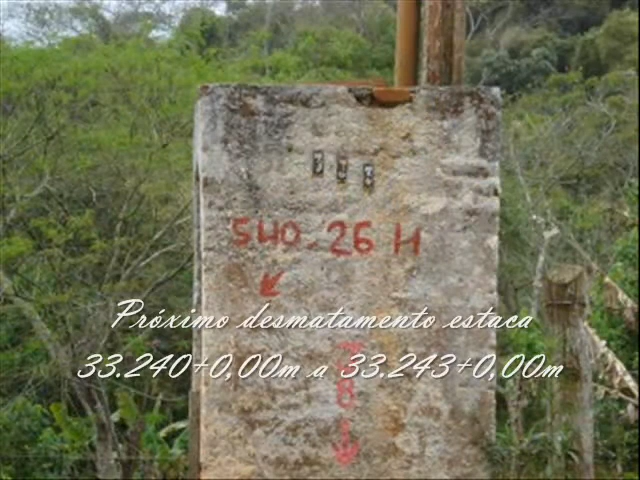 540-26 H
Próximo desmatamento estaca
33.240+0,00m a 33.243+0,00m